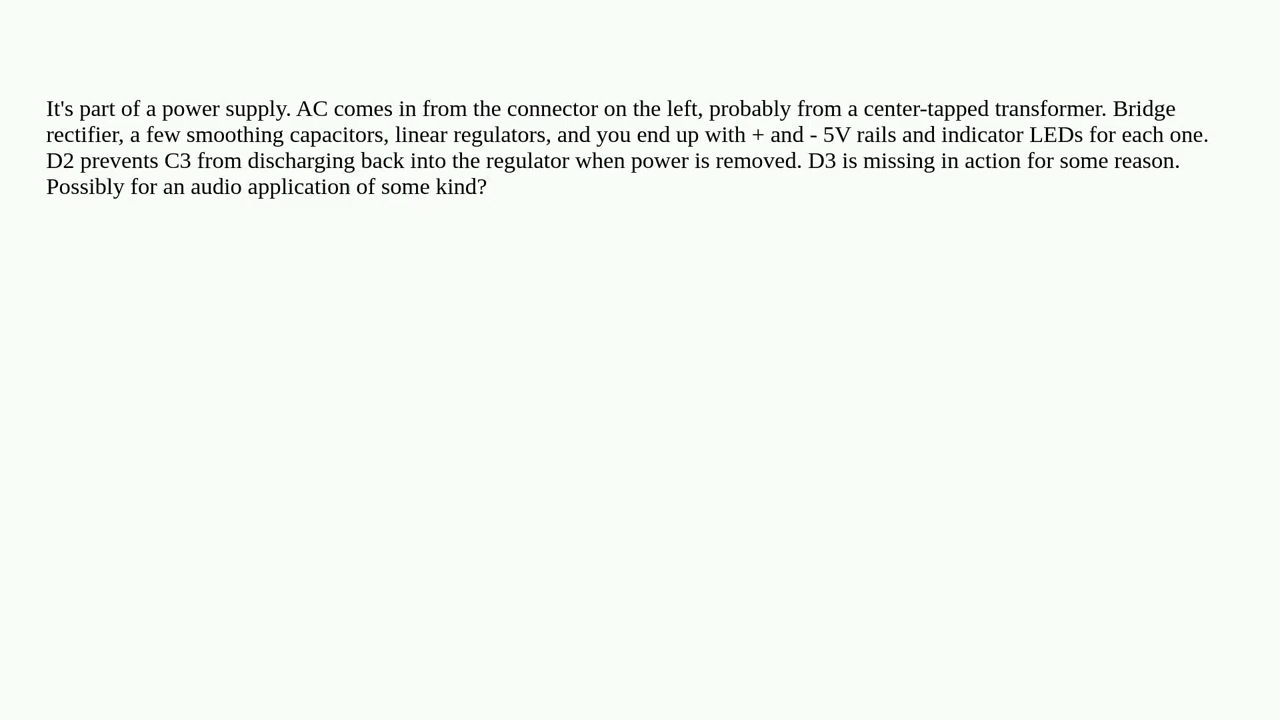 It's part of a power supply. AC comes in from the connector on the left, probably from a center-tapped transformer. Bridge
rectifier, a few smoothing capacitors, linear regulators, and you end up with + and - 5V rails and indicator LEDs for each one.
D2 prevents C3 from discharging back into the regulator when power is removed. D3 is missing in action for some reason.
Possibly for an audio application of some kind?